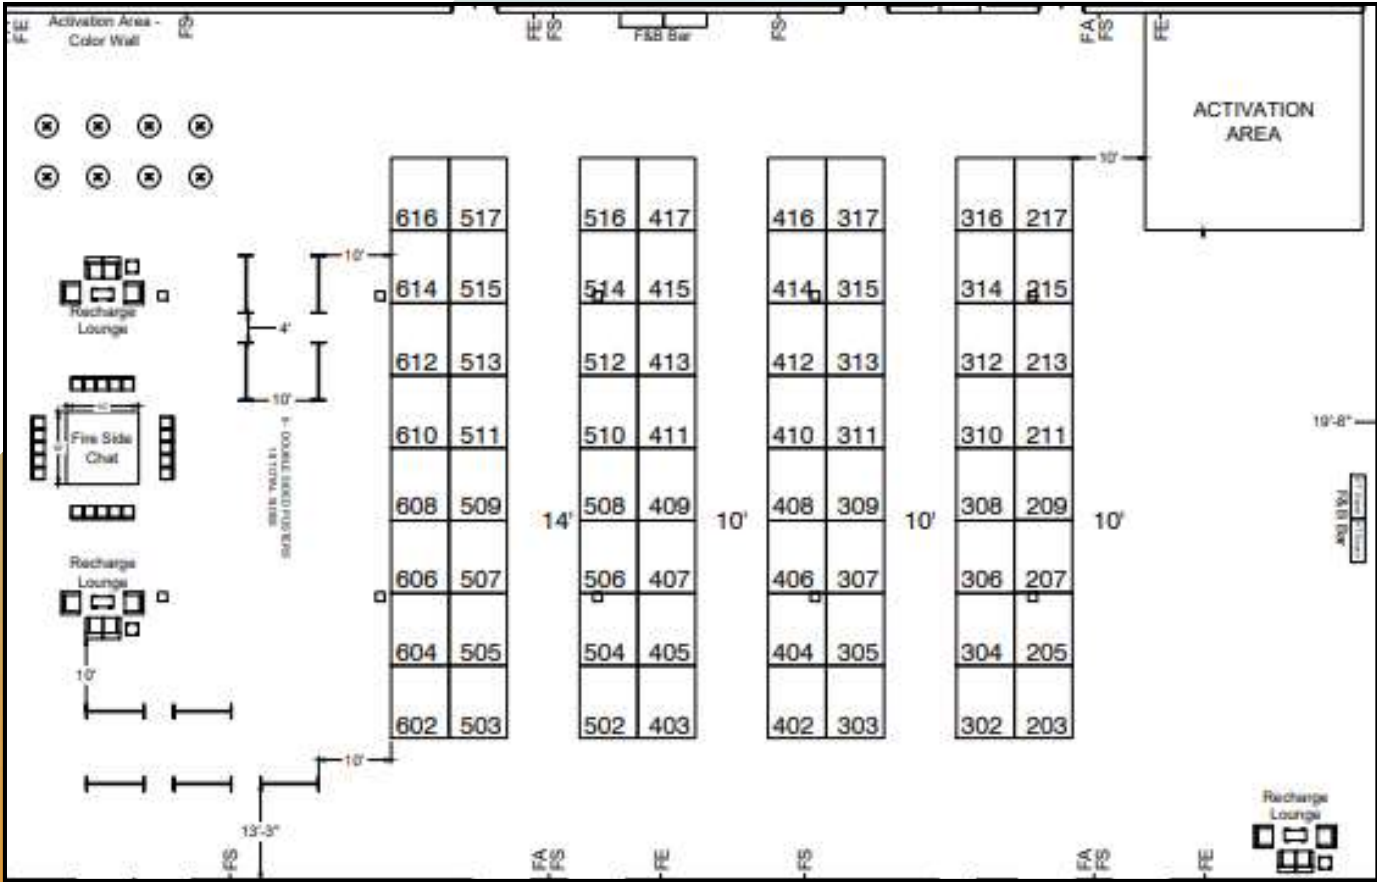 FE
Activation Area -
Color Wall
FS
FE
FS
F&B Bar
FS
FA
FS
FE
ACTIVATION
AREA
10'
616 517 516 417 416 317 316 217
10'
614 515 514 415 414 315 314 215
Recharge
Lounge
4'
612 513 512 413 412 313 312 213
10'
19'-8"
Fire Side
Chat
610 511 510 411 410 311 310 211
608 509 508 409 408 309 308 209
14' 10' 10' 10'
F&B Bar
Recharge
Lounge
606 507 506 407 406 307 306 207
604 505 504 405 404 305 304 205
10'
602 503 502 403 402 303 302 203
10'
Recharge
Lounge
13'-3"
FS
FA
FS
FE
FS
FA
FS
FE